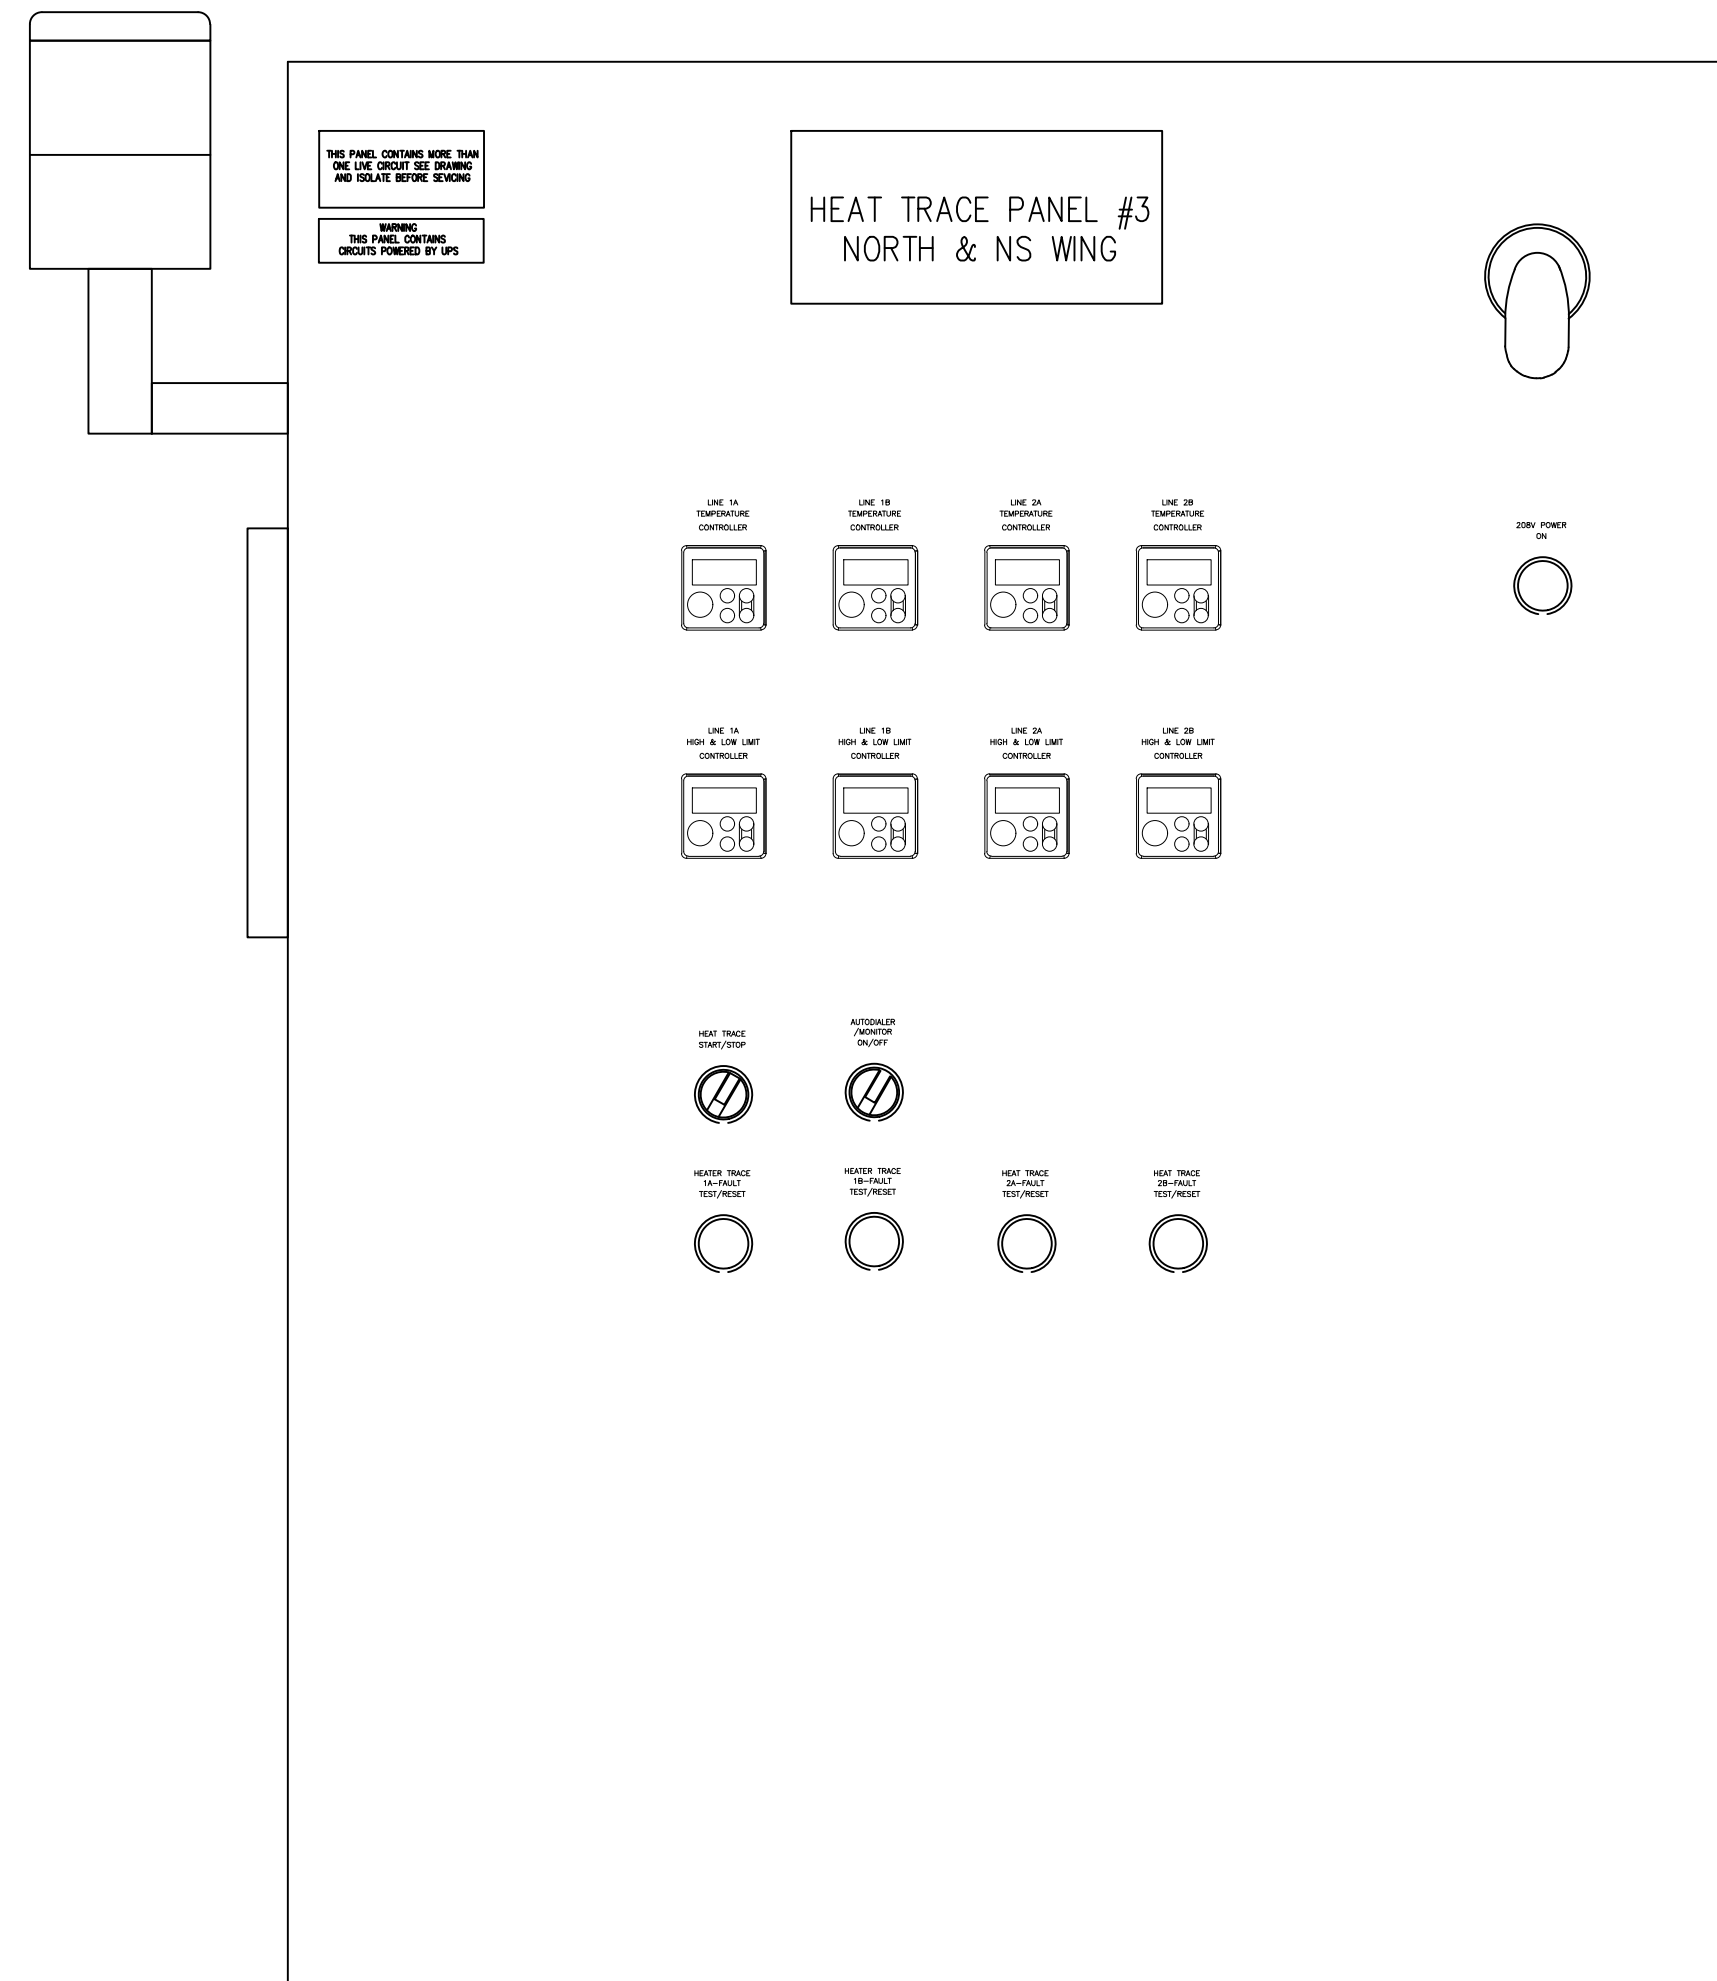 THIS PANEL CONTAINS MORE THAN
ONE LIVE CIRCUIT SEE DRAWING
AND ISOLATE BEFORE SEVICING
WARNING
THIS PANEL CONTAINS
CIRCUITS POWERED BY UPS
HEAT TRACE PANEL #3
NORTH & NS WING
LINE 1A
TEMPERATURE
CONTROLLER
LINE 1B
TEMPERATURE
CONTROLLER
LINE 2A
TEMPERATURE
CONTROLLER
LINE 2B
TEMPERATURE
CONTROLLER
208V POWER
ON
LINE 1A
HIGH & LOW LIMIT
CONTROLLER
LINE 1B
HIGH & LOW LIMIT
CONTROLLER
LINE 2A
HIGH & LOW LIMIT
CONTROLLER
LINE 2B
HIGH & LOW LIMIT
CONTROLLER
HEAT TRACE
START/STOP
AUTODIALER
/MONITOR
ON/OFF
HEATER TRACE
1A-FAULT
TEST/RESET
HEATER TRACE
1B-FAULT
TEST/RESET
HEAT TRACE
2A-FAULT
TEST/RESET
HEAT TRACE
2B-FAULT
TEST/RESET